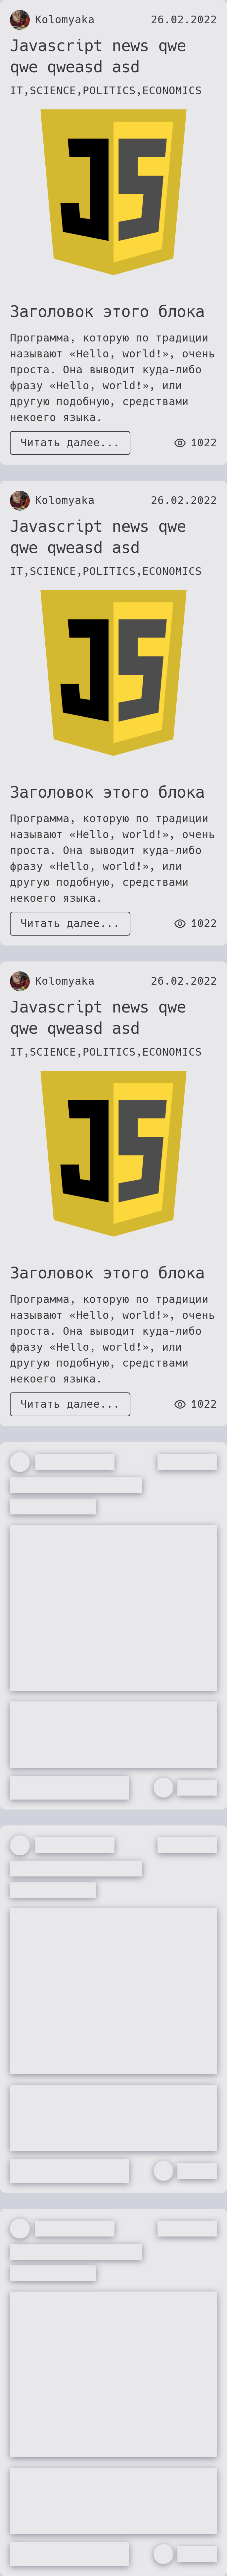 Kolomyaka 26.02.2022
Javascript news qwe
qwe qweasd asd
IT,SCIENCE,POLITICS,ECONOMICS
JS
Заголовок этого блока
Программа, которую по традиции
называют «Hello, world!», очень
проста. Она выводит куда-либо
фразу «Hello, world!», или
другую подобную, средствами
некоего языка.
Читать далее... 1022
Kolomyaka 26.02.2022
Javascript news qwe
qwe qweasd asd
IT,SCIENCE,POLITICS,ECONOMICS
JS
Заголовок этого блока
Программа, которую по традиции
называют «Hello, world!», очень
проста. Она выводит куда-либо
фразу «Hello, world!», или
другую подобную, средствами
некоего языка.
Читать далее... 1022
Kolomyaka 26.02.2022
Javascript news qwe
qwe qweasd asd
IT,SCIENCE,POLITICS,ECONOMICS
JS
Заголовок этого блока
Программа, которую по традиции
называют «Hello, world!», очень
проста. Она выводит куда-либо
фразу «Hello, world!», или
другую подобную, средствами
некоего языка.
Читать далее... 1022